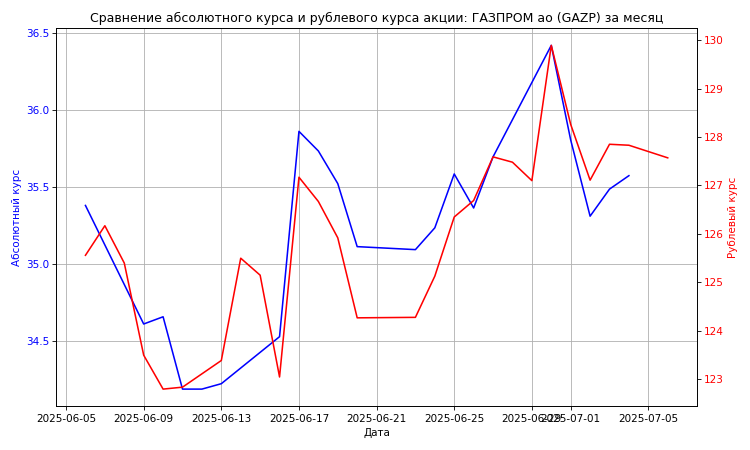 Сравнение абсолютного курса и рублевого курса акции: ГАЗПРОМ ао (GAZP) за месяц
36.5
36.0
35.5
35.0
34.5
Абсолютный курс
130
129
128
127
126
125
124
123
Рублевый курс
2025-06-05 2025-06-09 2025-06-13 2025-06-17 2025-06-21 2025-06-25 2025-06-29 2025-07-01 2025-07-05
Дата